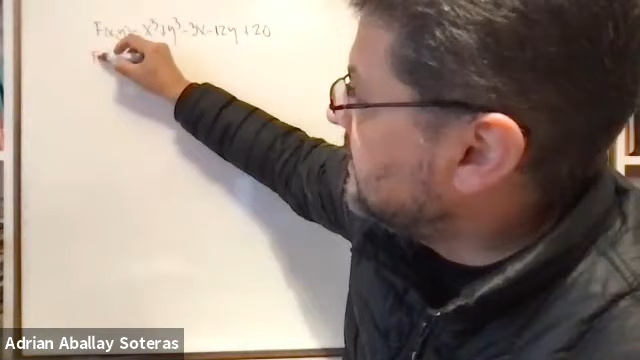 F(x,y)= x³+y³-3x-12y+20
F
Adrian Aballay Soteras